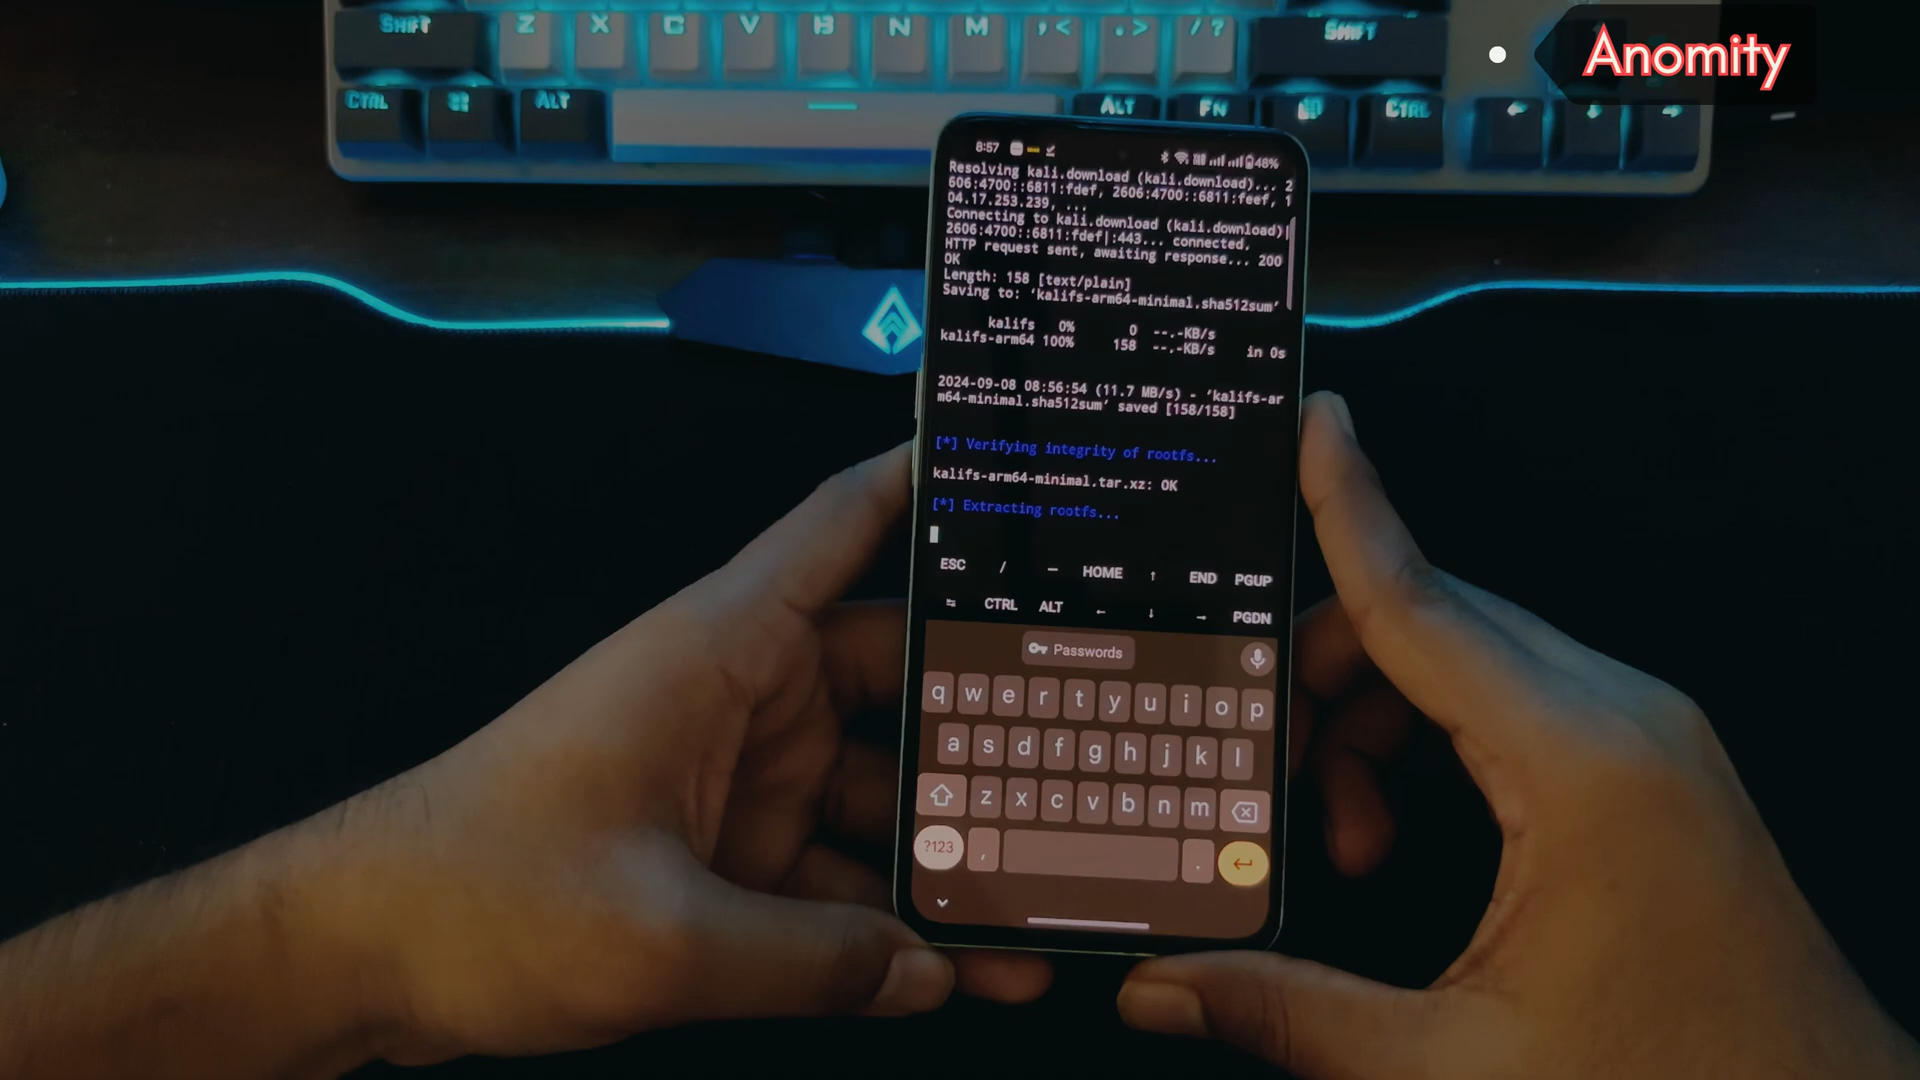 SHIFT Z X C V B N M , < . > / ? SHIFT
CTRL ALT ALT FN CTRL
Anomity
8:57 48%
Resolving kali.download (kali.download)... 2
606:4700::6811:fdef, 2606:4700::6811:feef, 1
04.17.253.239, ...
Connecting to kali.download (kali.download)|
2606:4700::6811:fdef|:443... connected.
HTTP request sent, awaiting response... 200
OK
Length: 158 [text/plain]
Saving to: ‘kalifs-arm64-minimal.sha512sum’
kalifs 0% 0 --.-KB/s
kalifs-arm64 100% 158 --.-KB/s in 0s
2024-09-08 08:56:54 (11.7 MB/s) - ‘kalifs-ar
m64-minimal.sha512sum’ saved [158/158]
[*] Verifying integrity of rootfs...
kalifs-arm64-minimal.tar.xz: OK
[*] Extracting rootfs...
ESC / — HOME ↑ END PGUP
⇆ CTRL ALT ← ↓ → PGDN
Passwords
q w e r t y u i o p
a s d f g h j k l
z x c v b n m
?123 , .